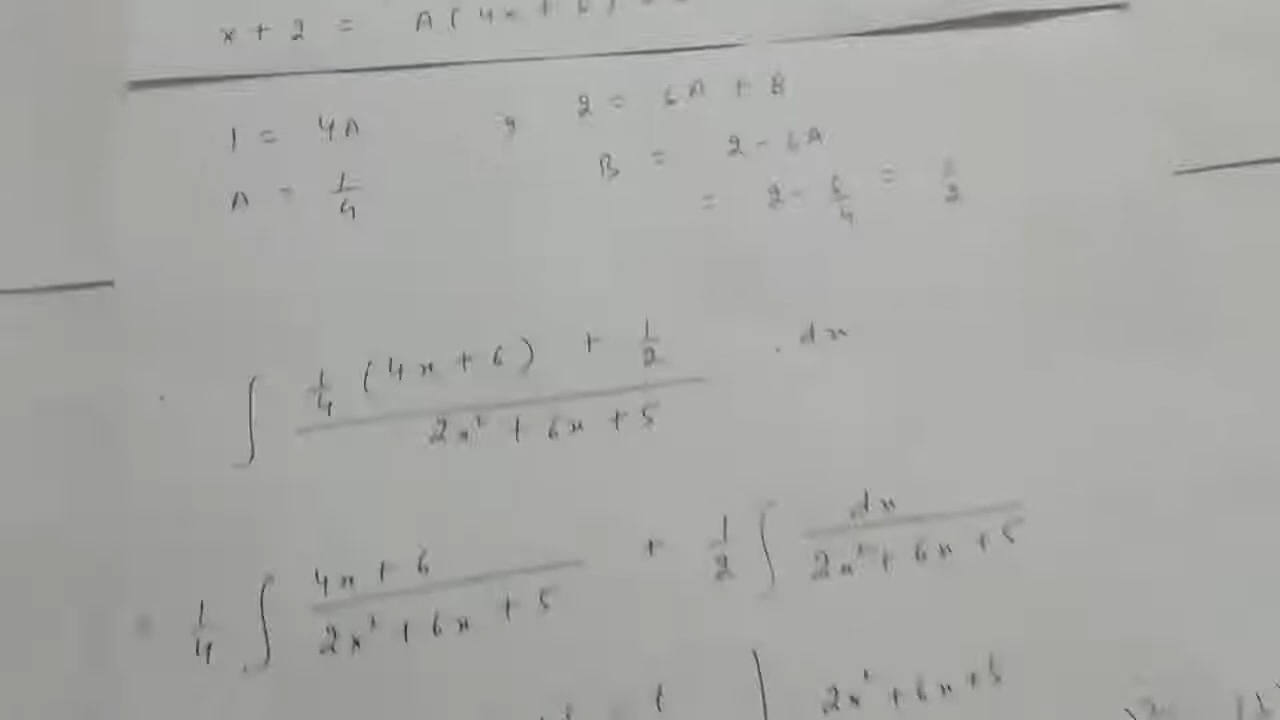 x + 2 = A ( 4x + 6 )
1 = 4A , 2 = 6A + B
A = 1/4 B = 2 - 6A
= 2 - 6/4 = 1/2
∫ (1/4 (4x + 6) + 1/2) / (2x² + 6x + 5) . dx
= 1/4 ∫ (4x + 6) / (2x² + 6x + 5) + 1/2 ∫ dx / (2x² + 6x + 5)
2x² + 6x + 5